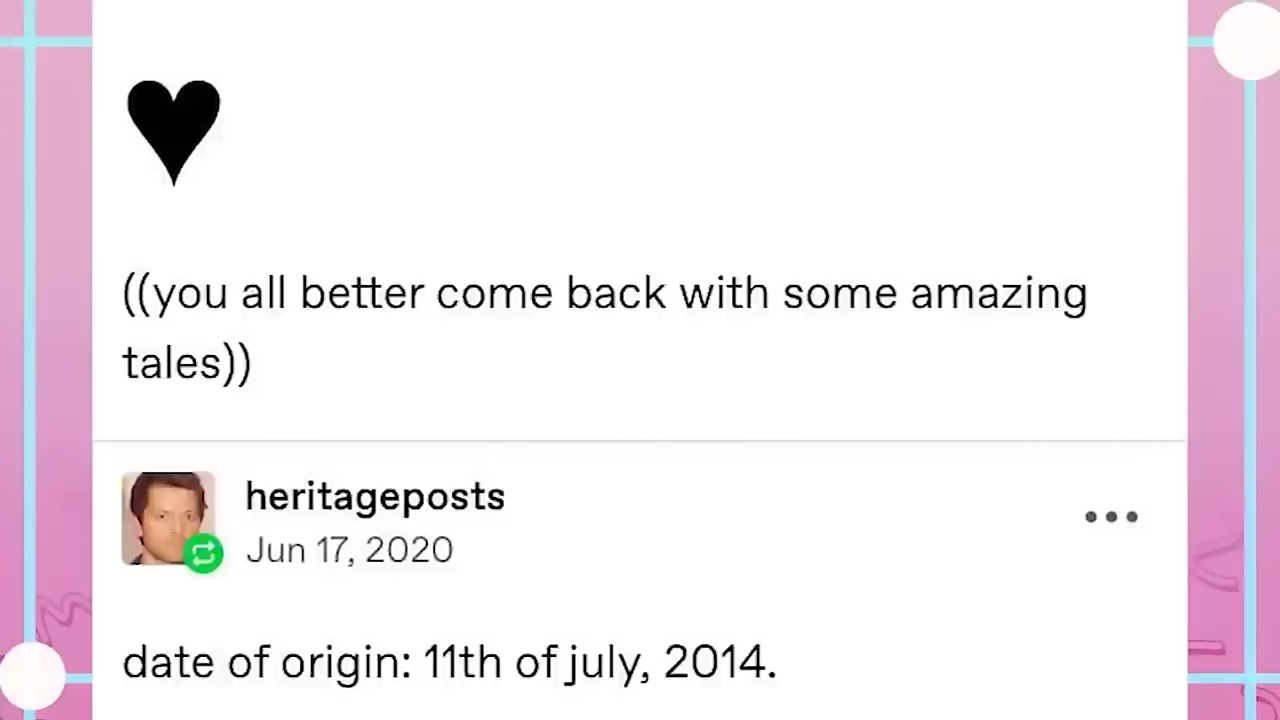 ♥
((you all better come back with some amazing
tales))
heritageposts
Jun 17, 2020
date of origin: 11th of july, 2014.